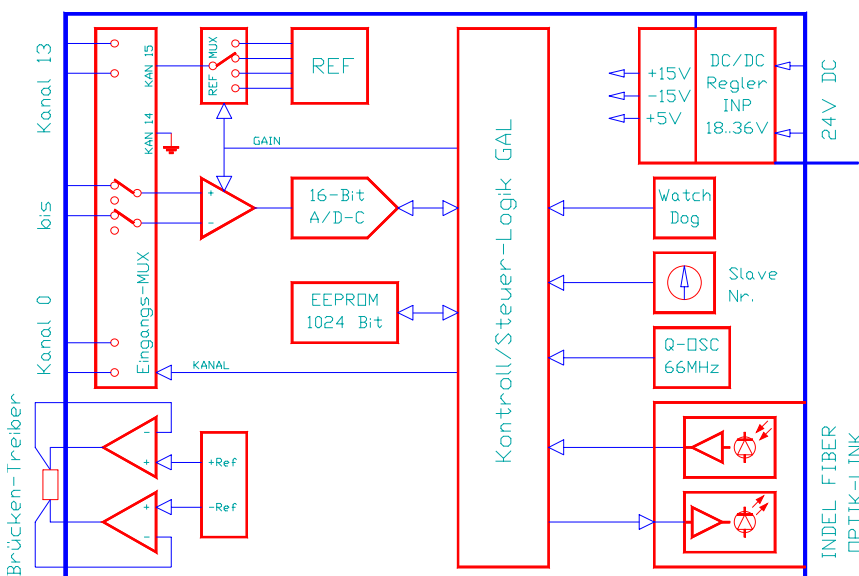 Kanal 13
bis
Kanal 0
Eingangs-MUX
KAN 15
KAN 14
REF MUX
REF
GAIN
+
-
16-Bit
A/D-C
EEPROM
1024 Bit
KANAL
Kontroll/Steuer-Logik GAL
+15V
-15V
+5V
DC/DC
Regler
INP
18..36V
24V DC
Watch
Dog
Slave
Nr.
Q-OSC
66MHz
INDEL FIBER
OPTIK-LINK
Brücken-Treiber
-
+
+Ref
-Ref
+
-